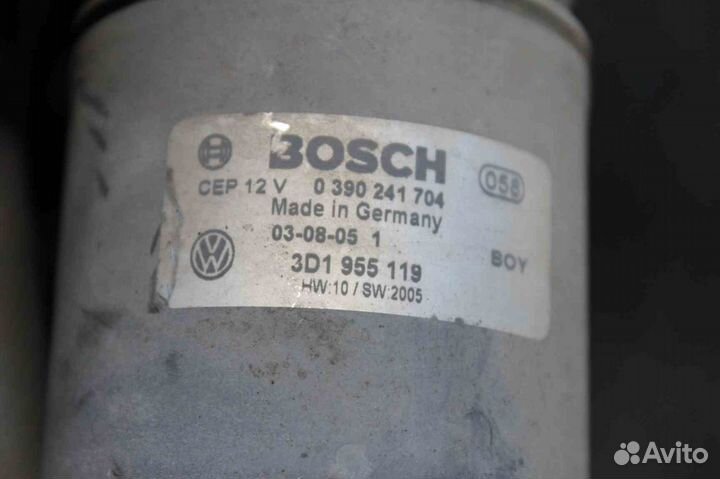 BOSCH
CEP 12 V 0 390 241 704
058
Made in Germany
03-08-05 1
BOY
3D1 955 119
HW:10 / SW:2005
Avito